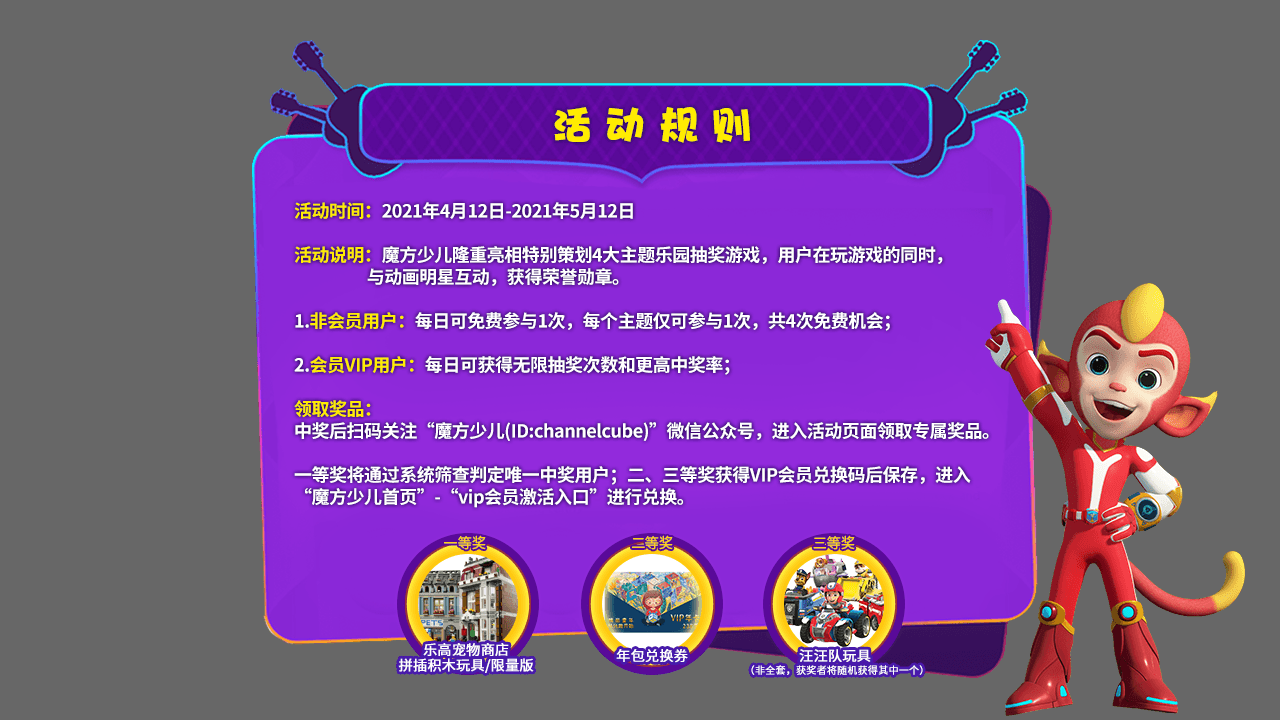 活动规则
活动时间：2021年4月12日-2021年5月12日
活动说明：魔方少儿隆重亮相特别策划4大主题乐园抽奖游戏，用户在玩游戏的同时，
与动画明星互动，获得荣誉勋章。
1.非会员用户：每日可免费参与1次，每个主题仅可参与1次，共4次免费机会；
2.会员VIP用户：每日可获得无限抽奖次数和更高中奖率；
领取奖品：
中奖后扫码关注“魔方少儿(ID:channelcube)”微信公众号，进入活动页面领取专属奖品。
一等奖将通过系统筛查判定唯一中奖用户；二、三等奖获得VIP会员兑换码后保存，进入
“魔方少儿首页”-“vip会员激活入口”进行兑换。
一等奖
二等奖
三等奖
PETS
VIP
乐高宠物商店
拼插积木玩具/限量版
年包兑换券
汪汪队玩具
（非全套，获奖者将随机获得其中一个）